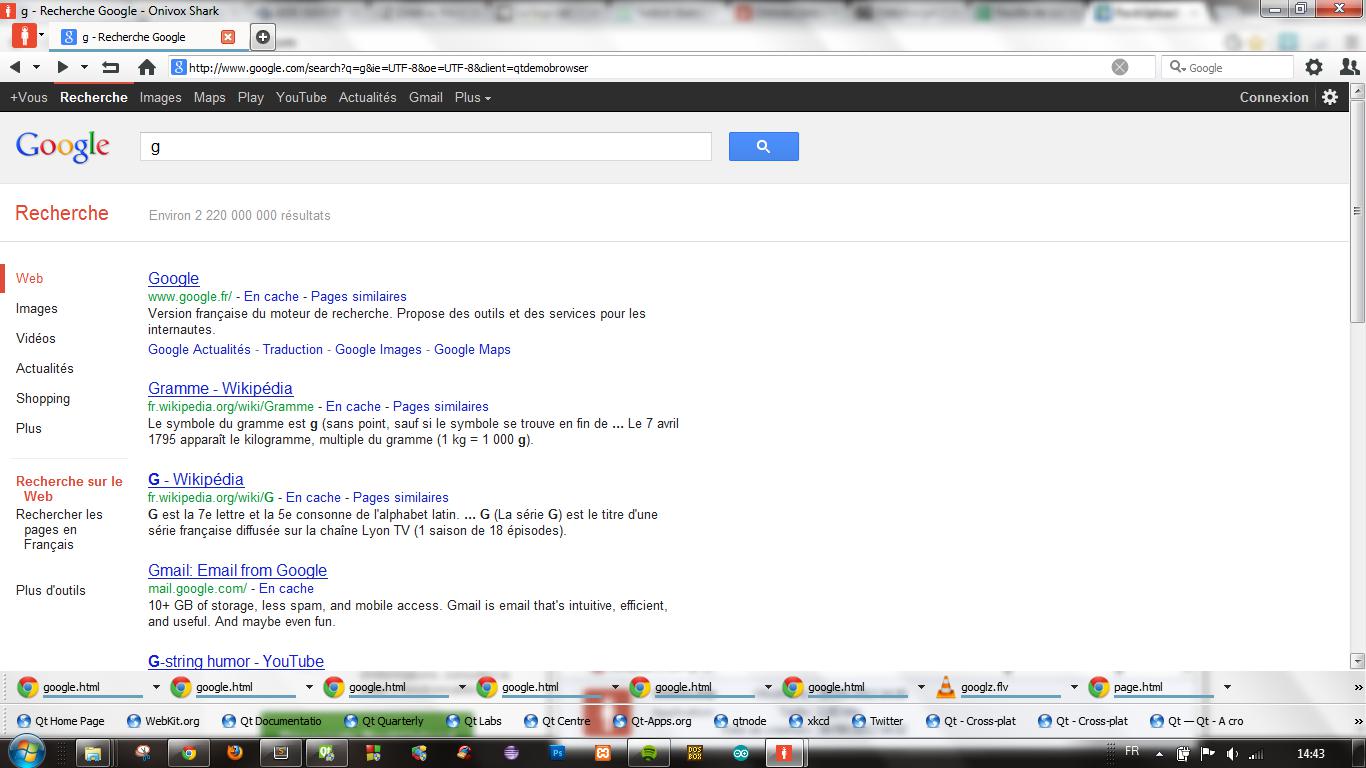 g - Recherche Google - Onivox Shark
g - Recherche Google
http://www.google.com/search?q=g&ie=UTF-8&oe=UTF-8&client=qtdemobrowser
Google
+Vous Recherche Images Maps Play YouTube Actualités Gmail Plus
Connexion
Google
g
Recherche
Environ 2 220 000 000 résultats
Web
Images
Vidéos
Actualités
Shopping
Plus
Recherche sur le
Web
Rechercher les
pages en
Français
Plus d'outils
Google
www.google.fr/ - En cache - Pages similaires
Version française du moteur de recherche. Propose des outils et des services pour les
internautes.
Google Actualités - Traduction - Google Images - Google Maps
Gramme - Wikipédia
fr.wikipedia.org/wiki/Gramme - En cache - Pages similaires
Le symbole du gramme est g (sans point, sauf si le symbole se trouve en fin de ... Le 7 avril
1795 apparaît le kilogramme, multiple du gramme (1 kg = 1 000 g).
G - Wikipédia
fr.wikipedia.org/wiki/G - En cache - Pages similaires
G est la 7e lettre et la 5e consonne de l'alphabet latin. ... G (La série G) est le titre d'une
série française diffusée sur la chaîne Lyon TV (1 saison de 18 épisodes).
Gmail: Email from Google
mail.google.com/ - En cache
10+ GB of storage, less spam, and mobile access. Gmail is email that's intuitive, efficient,
and useful. And maybe even fun.
G-string humor - YouTube
google.html google.html google.html google.html google.html google.html googlz.flv page.html
Qt Home Page WebKit.org Qt Documentatio Qt Quarterly Qt Labs Qt Centre Qt-Apps.org qtnode xkcd Twitter Qt - Cross-plat Qt - Cross-plat Qt — Qt - A cro
Ps
DOS BOX
FR
14:43